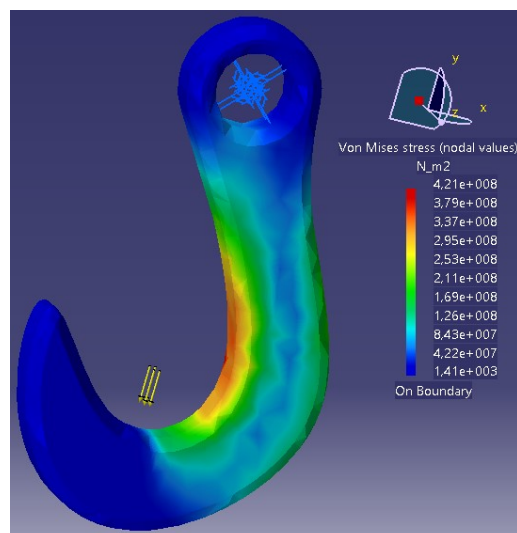 y
x
z
Von Mises stress (nodal values)
N_m2
4,21e+008
3,79e+008
3,37e+008
2,95e+008
2,53e+008
2,11e+008
1,69e+008
1,26e+008
8,43e+007
4,22e+007
1,41e+003
On Boundary